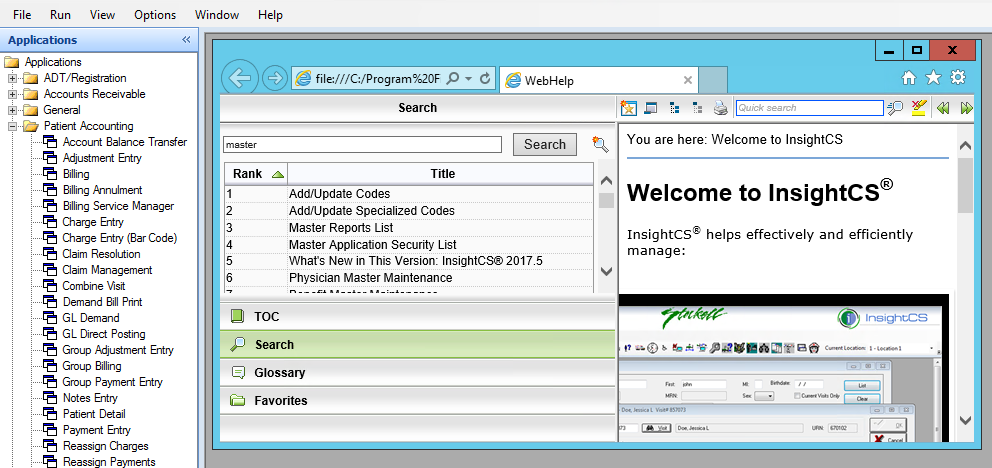 File Run View Options Window Help
Applications «
Applications
ADT/Registration
Accounts Receivable
General
Patient Accounting
Account Balance Transfer
Adjustment Entry
Billing
Billing Annulment
Billing Service Manager
Charge Entry
Charge Entry (Bar Code)
Claim Resolution
Claim Management
Combine Visit
Demand Bill Print
GL Demand
GL Direct Posting
Group Adjustment Entry
Group Billing
Group Payment Entry
Notes Entry
Patient Detail
Payment Entry
Reassign Charges
Reassign Payments
file:///C:/Program%20F
WebHelp
Search
master
Search
Rank Title
1 Add/Update Codes
2 Add/Update Specialized Codes
3 Master Reports List
4 Master Application Security List
5 What's New in This Version: InsightCS® 2017.5
6 Physician Master Maintenance
7 Benefit Master Maintenance
TOC
Search
Glossary
Favorites
Quick search
You are here: Welcome to InsightCS
Welcome to InsightCS®
InsightCS® helps effectively and efficiently
manage:
Stockell
InsightCS
Current Location: 1 - Location1
First: john MI: Birthdate: / / List
MRN: Sex: Current Visits Only Clear
Doe, Jessica L. Visit# 857073
73 Visit Doe, Jessica L URN: 670102 OK
Cancel